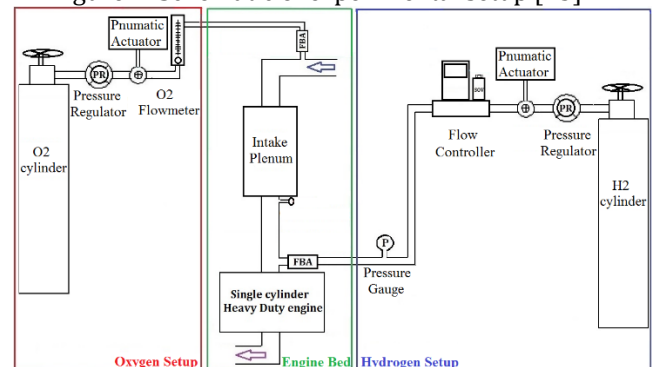 Pnumatic
Actuator
PR
Pressure
Regulator
O2
Flowmeter
O2
cylinder
FBA
Intake
Plenum
FBA
Single cylinder
Heavy Duty engine
P
Pressure
Gauge
SOV
Flow
Controller
Pnumatic
Actuator
PR
Pressure
Regulator
H2
cylinder
Oxygen Setup
Engine Bed
Hydrogen Setup